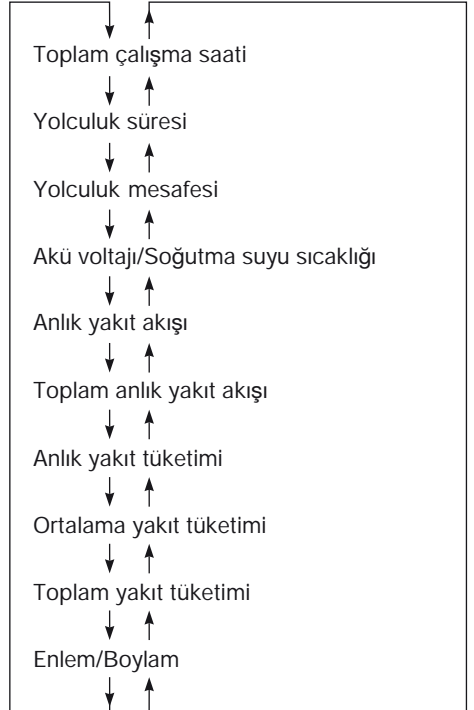 Toplam çalışma saati
Yolculuk süresi
Yolculuk mesafesi
Akü voltajı/Soğutma suyu sıcaklığı
Anlık yakıt akışı
Toplam anlık yakıt akışı
Anlık yakıt tüketimi
Ortalama yakıt tüketimi
Toplam yakıt tüketimi
Enlem/Boylam